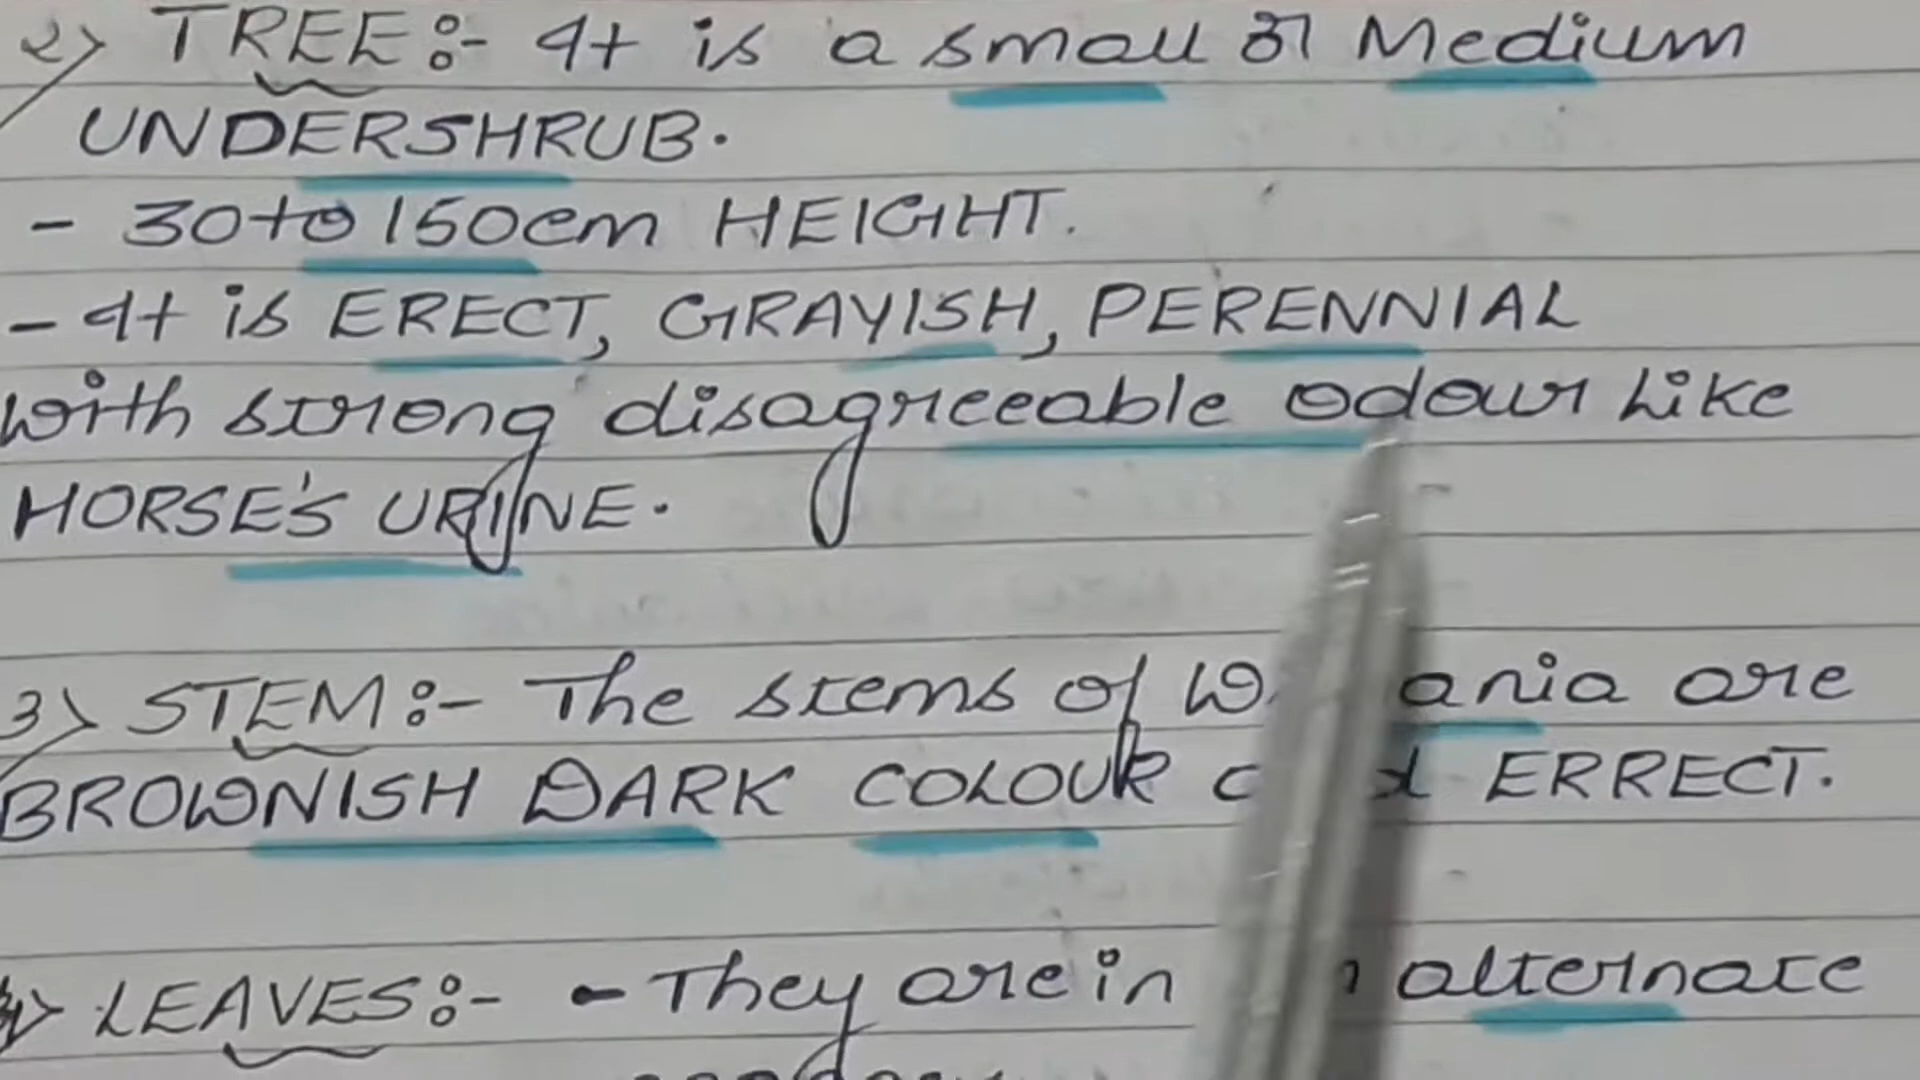 2> TREE:- It is a small or Medium
UNDERSHRUB.
- 30 to 150cm HEIGHT.
- It is ERECT, GRAYISH, PERENNIAL
with strong disagreeable odour like
HORSE'S URINE.
3> STEM:- The stems of W ania are
BROWNISH DARK COLOUR ERRECT.
4> LEAVES:- - They are in alternate